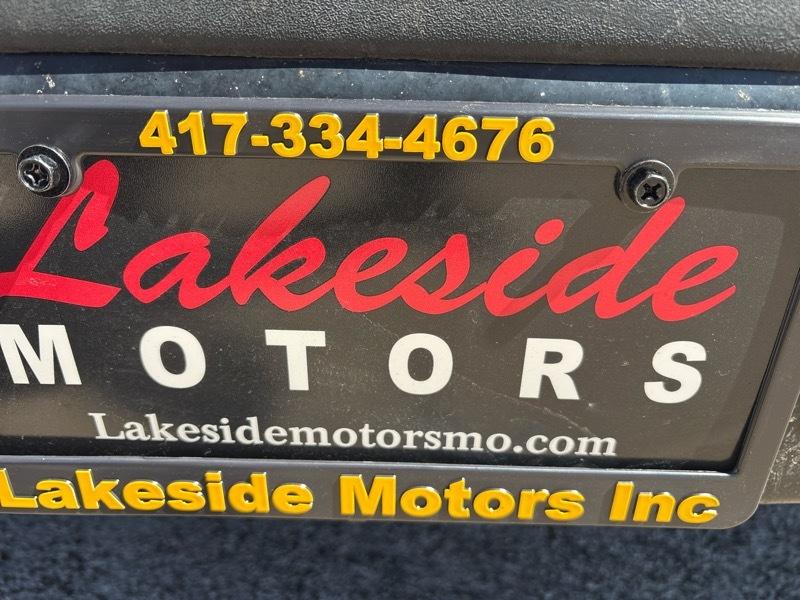 417-334-4676
Lakeside
MOTORS
Lakesidemotorsmo.com
Lakeside Motors Inc